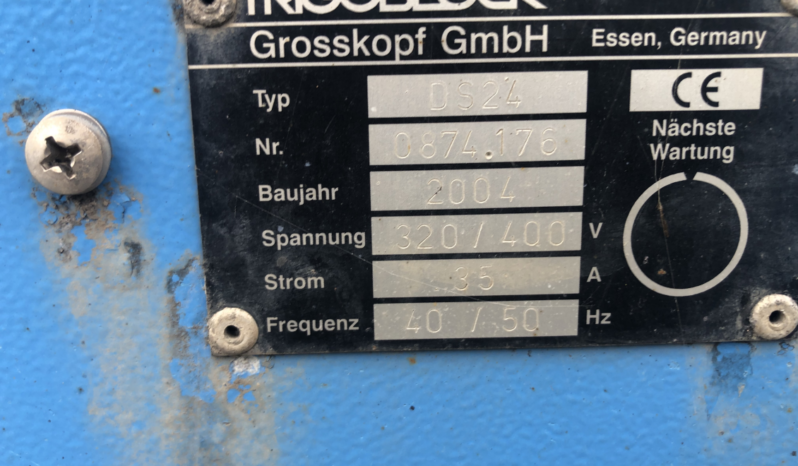 FRIGOBLOCK
Grosskopf GmbH Essen, Germany
Typ DS24
Nr. 0874.176
Baujahr 2004
Spannung 320 / 400 V
Strom 35 A
Frequenz 40 / 50 Hz
CE
Nächste
Wartung